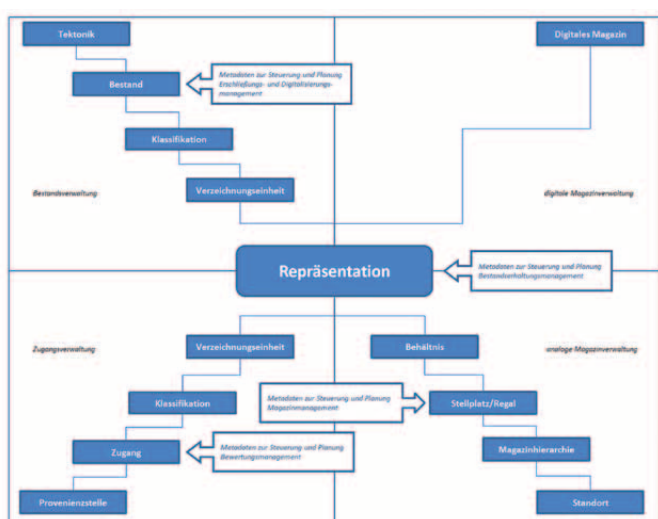 Tektonik
Digitales Magazin
Bestand
Metadaten zur Steuerung und Planung
Erschließungs- und Digitalisierungs-
management
Klassifikation
Bestandsverwaltung
Verzeichnungseinheit
digitale Magazinverwaltung
Repräsentation
Metadaten zur Steuerung und Planung
Bestandserhaltungsmanagement
Zugangsverwaltung
Verzeichnungseinheit
Behältnis
analoge Magazinverwaltung
Klassifikation
Metadaten zur Steuerung und Planung
Magazinmanagement
Stellplatz/Regal
Zugang
Metadaten zur Steuerung und Planung
Bewertungsmanagement
Magazinhierarchie
Provenienzstelle
Standort